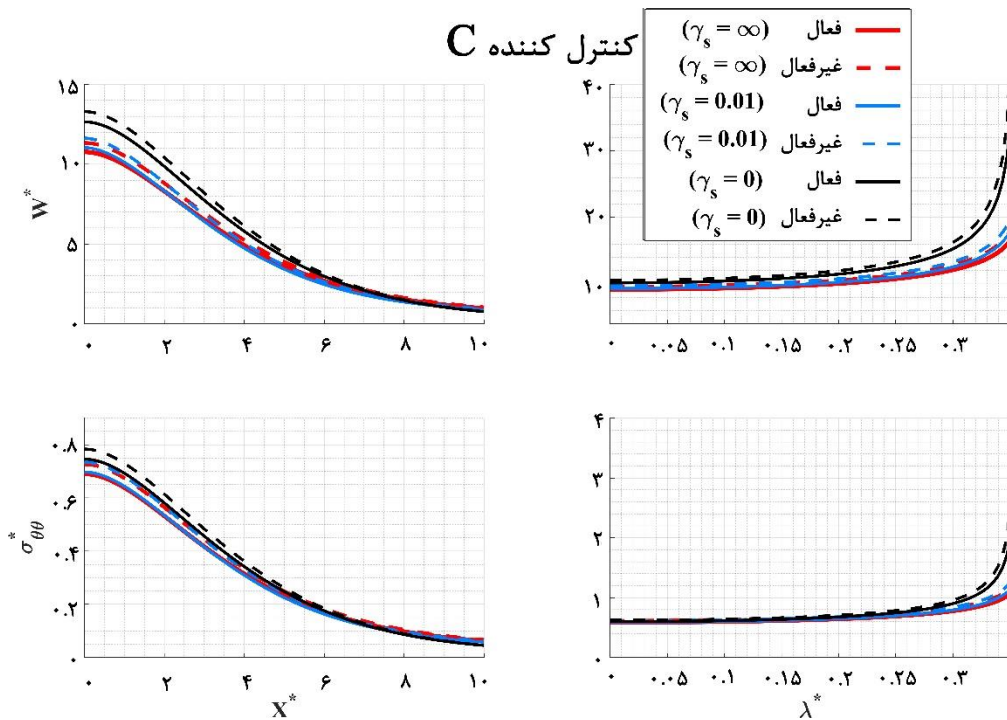 کنترل کننده C
فعال (γs = ∞)
غیرفعال (γs = ∞)
فعال (γs = 0.01)
غیرفعال (γs = 0.01)
فعال (γs = 0)
غیرفعال (γs = 0)
۱۵
۱۰
۵
۰
W*
۰ ۲ ۴ ۶ ۸ ۱۰
۴۰
۳۰
۲۰
۱۰
۰ ۰.۰۵ ۰.۱ ۰.۱۵ ۰.۲ ۰.۲۵ ۰.۳
۰.۸
۰.۶
۰.۴
۰.۲
۰
σ*θθ
۰ ۲ ۴ ۶ ۸ ۱۰
X*
۴
۳
۲
۱
۰
۰ ۰.۰۵ ۰.۱ ۰.۱۵ ۰.۲ ۰.۲۵ ۰.۳
λ*